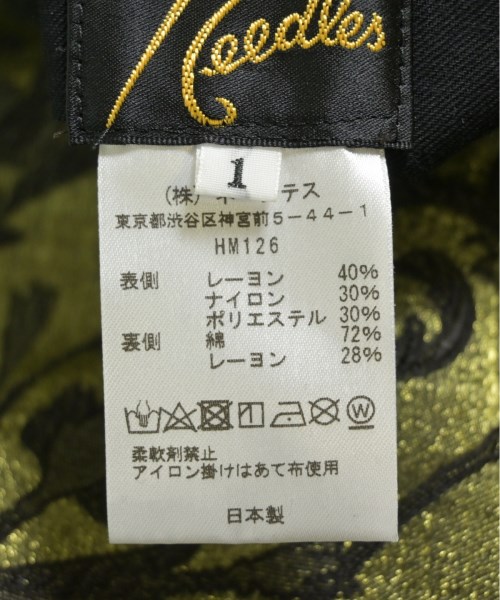 Needles
1
(株)ネ テス
東京都渋谷区神宮前5-44-1
HM126
表側 レーヨン 40%
ナイロン 30%
ポリエステル 30%
裏側 綿 72%
レーヨン 28%
W
柔軟剤禁止
アイロン掛けはあて布使用
日本製